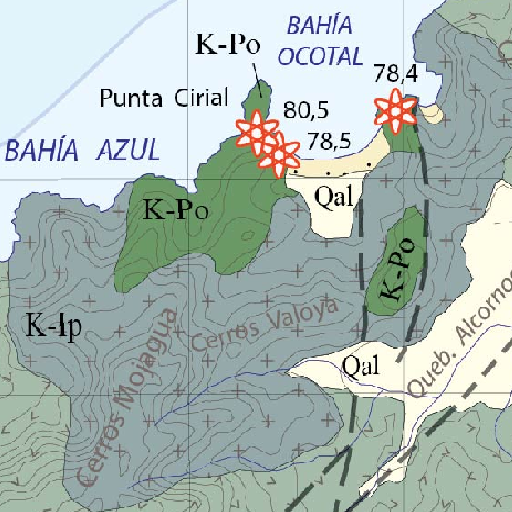 BAHÍA
OCOTAL
K-Po
78,4
Punta Cirial
80,5
78,5
BAHÍA AZUL
Qal
K-Po
K-Po
K-Ip
Cerros Valoya
Cerros Mojagua
Qal
Queb. Alcornos